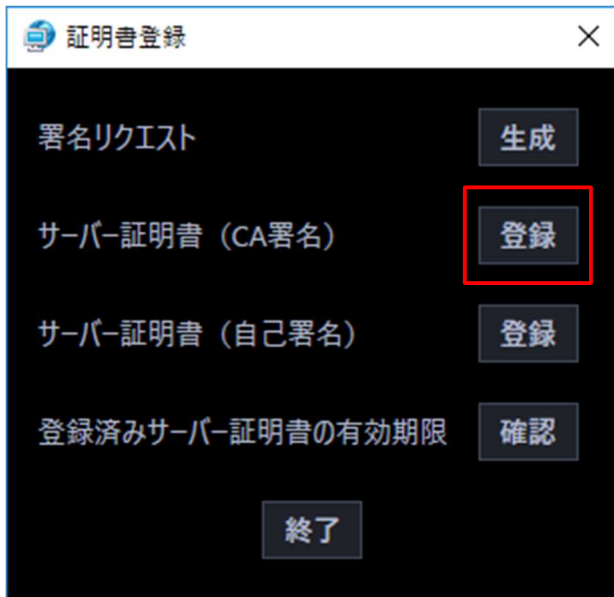 証明書登録
署名リクエスト 生成
サーバー証明書（CA署名） 登録
サーバー証明書（自己署名） 登録
登録済みサーバー証明書の有効期限 確認
終了